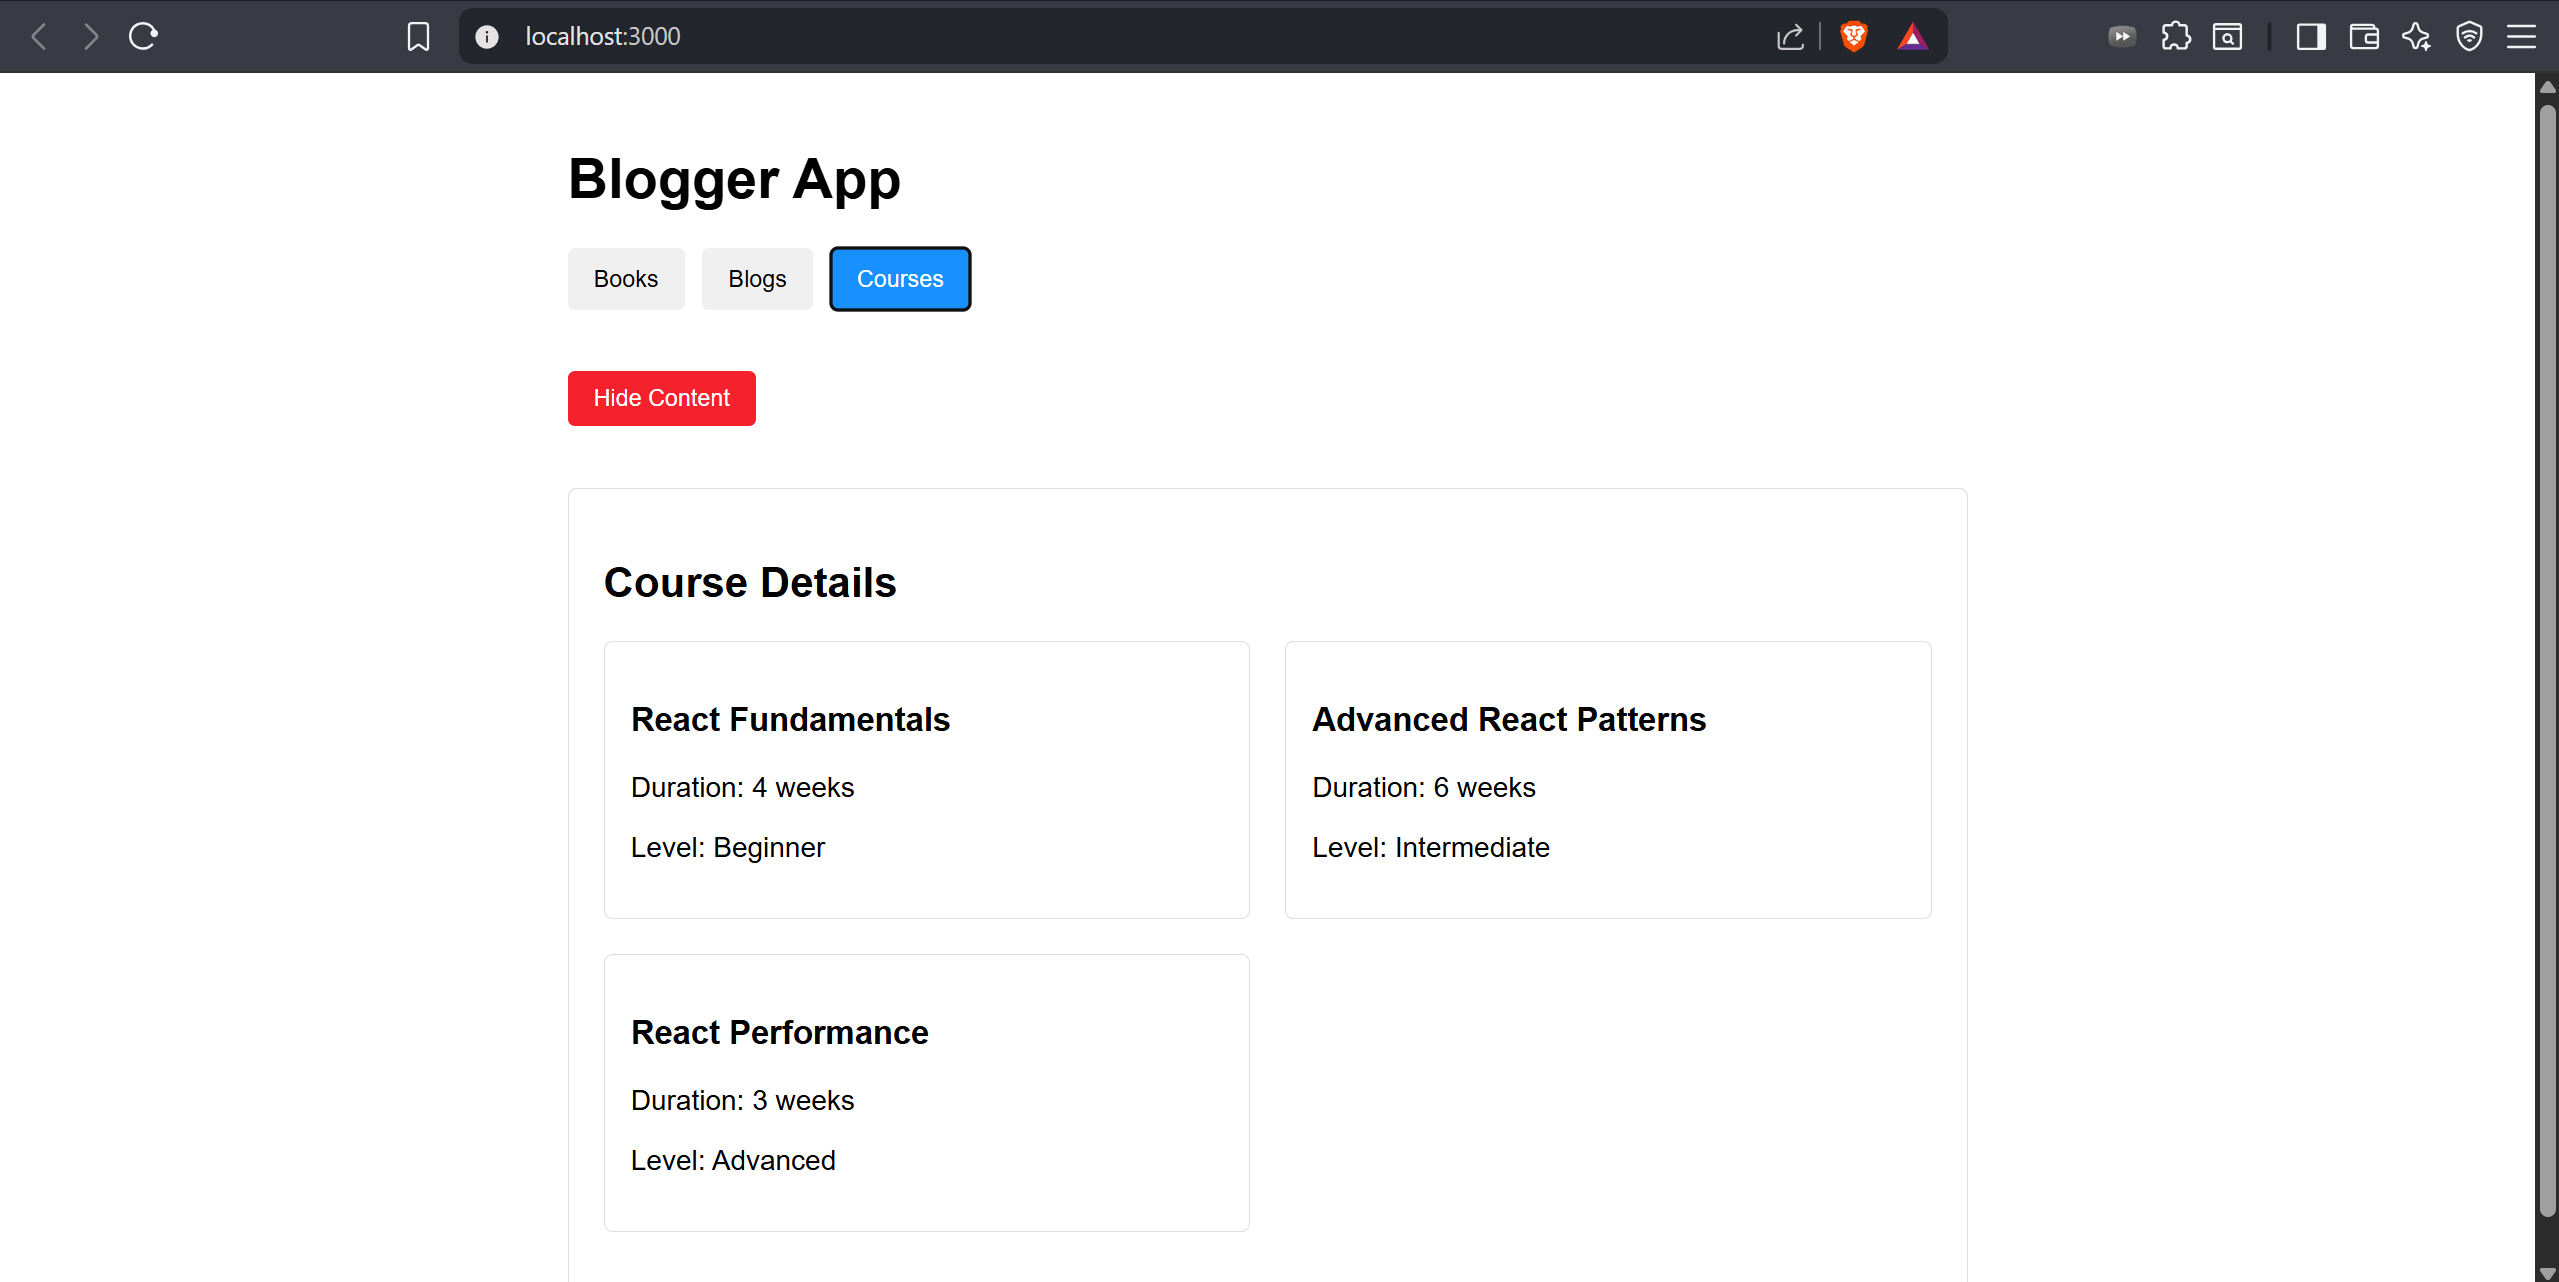 localhost:3000
Blogger App
Books
Blogs
Courses
Hide Content
Course Details
React Fundamentals
Duration: 4 weeks
Level: Beginner
Advanced React Patterns
Duration: 6 weeks
Level: Intermediate
React Performance
Duration: 3 weeks
Level: Advanced